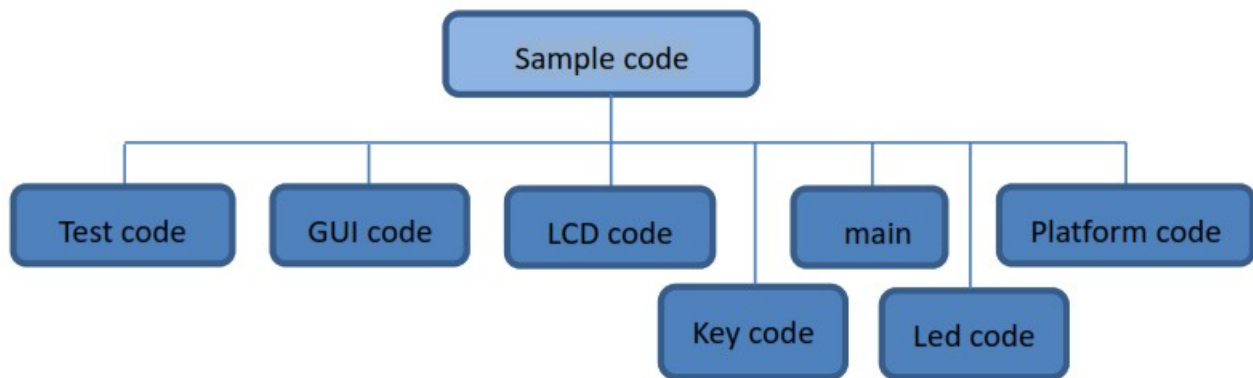 Sample code
Test code
GUI code
LCD code
main
Platform code
Key code
Led code